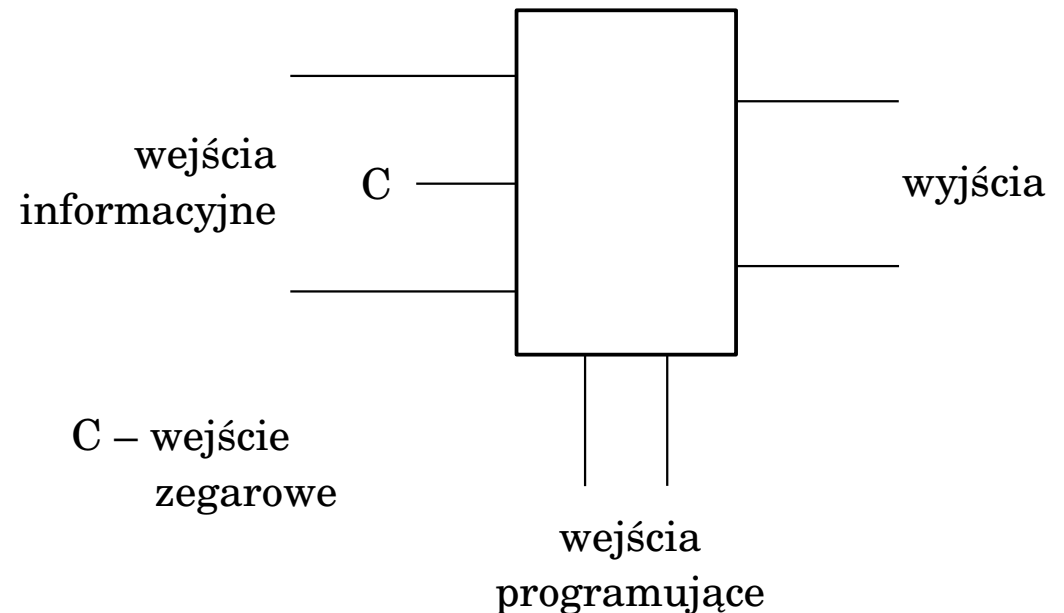 wejścia
informacyjne
C
wyjścia
C – wejście
zegarowe
wejścia
programujące